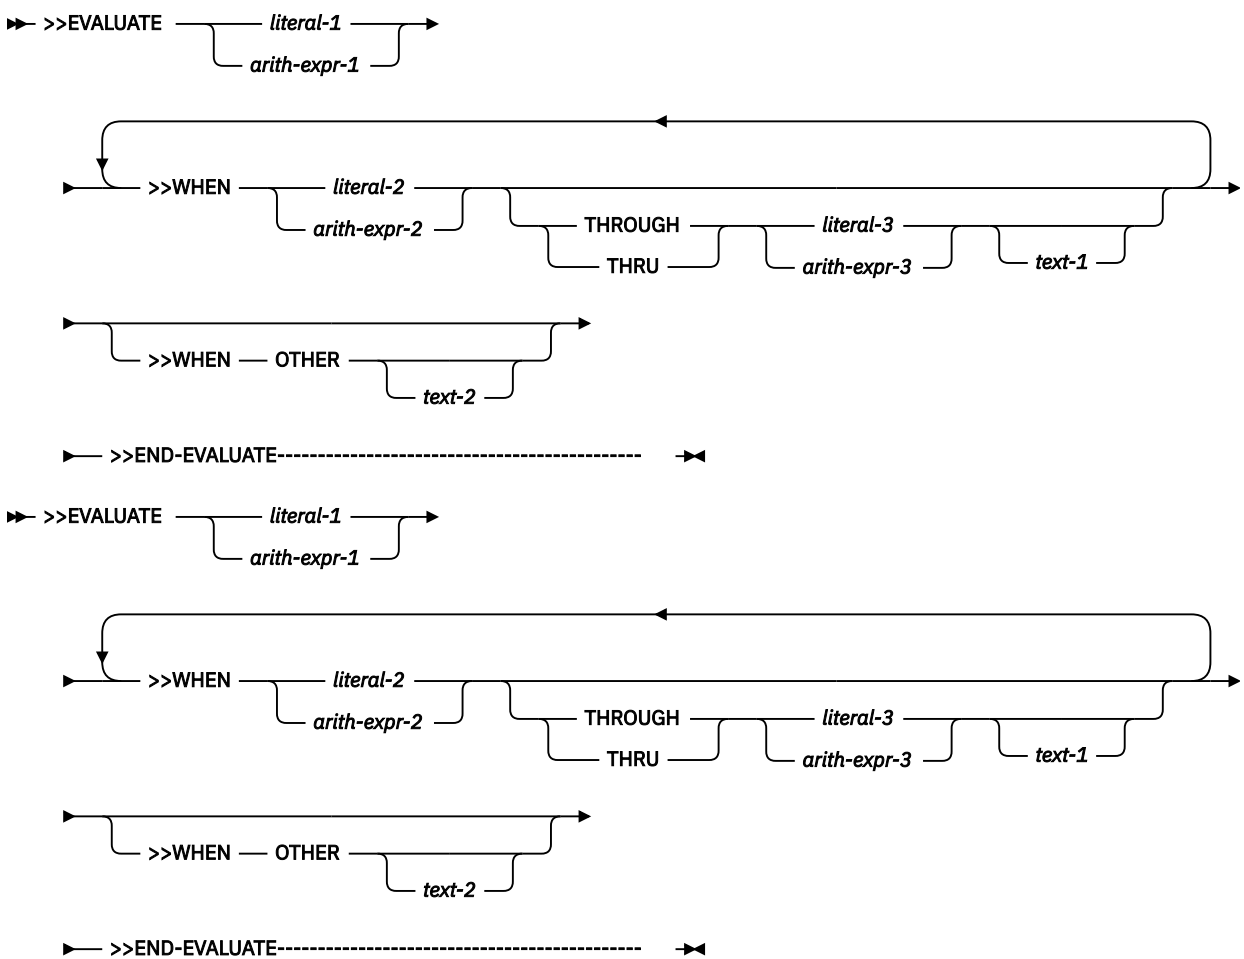 >>EVALUATE literal-1
arith-expr-1
>>WHEN literal-2
arith-expr-2
THROUGH literal-3
THRU arith-expr-3 text-1
>>WHEN OTHER
text-2
>>END-EVALUATE-------------------------------------------
>>EVALUATE literal-1
arith-expr-1
>>WHEN literal-2
arith-expr-2
THROUGH literal-3
THRU arith-expr-3 text-1
>>WHEN OTHER
text-2
>>END-EVALUATE-------------------------------------------